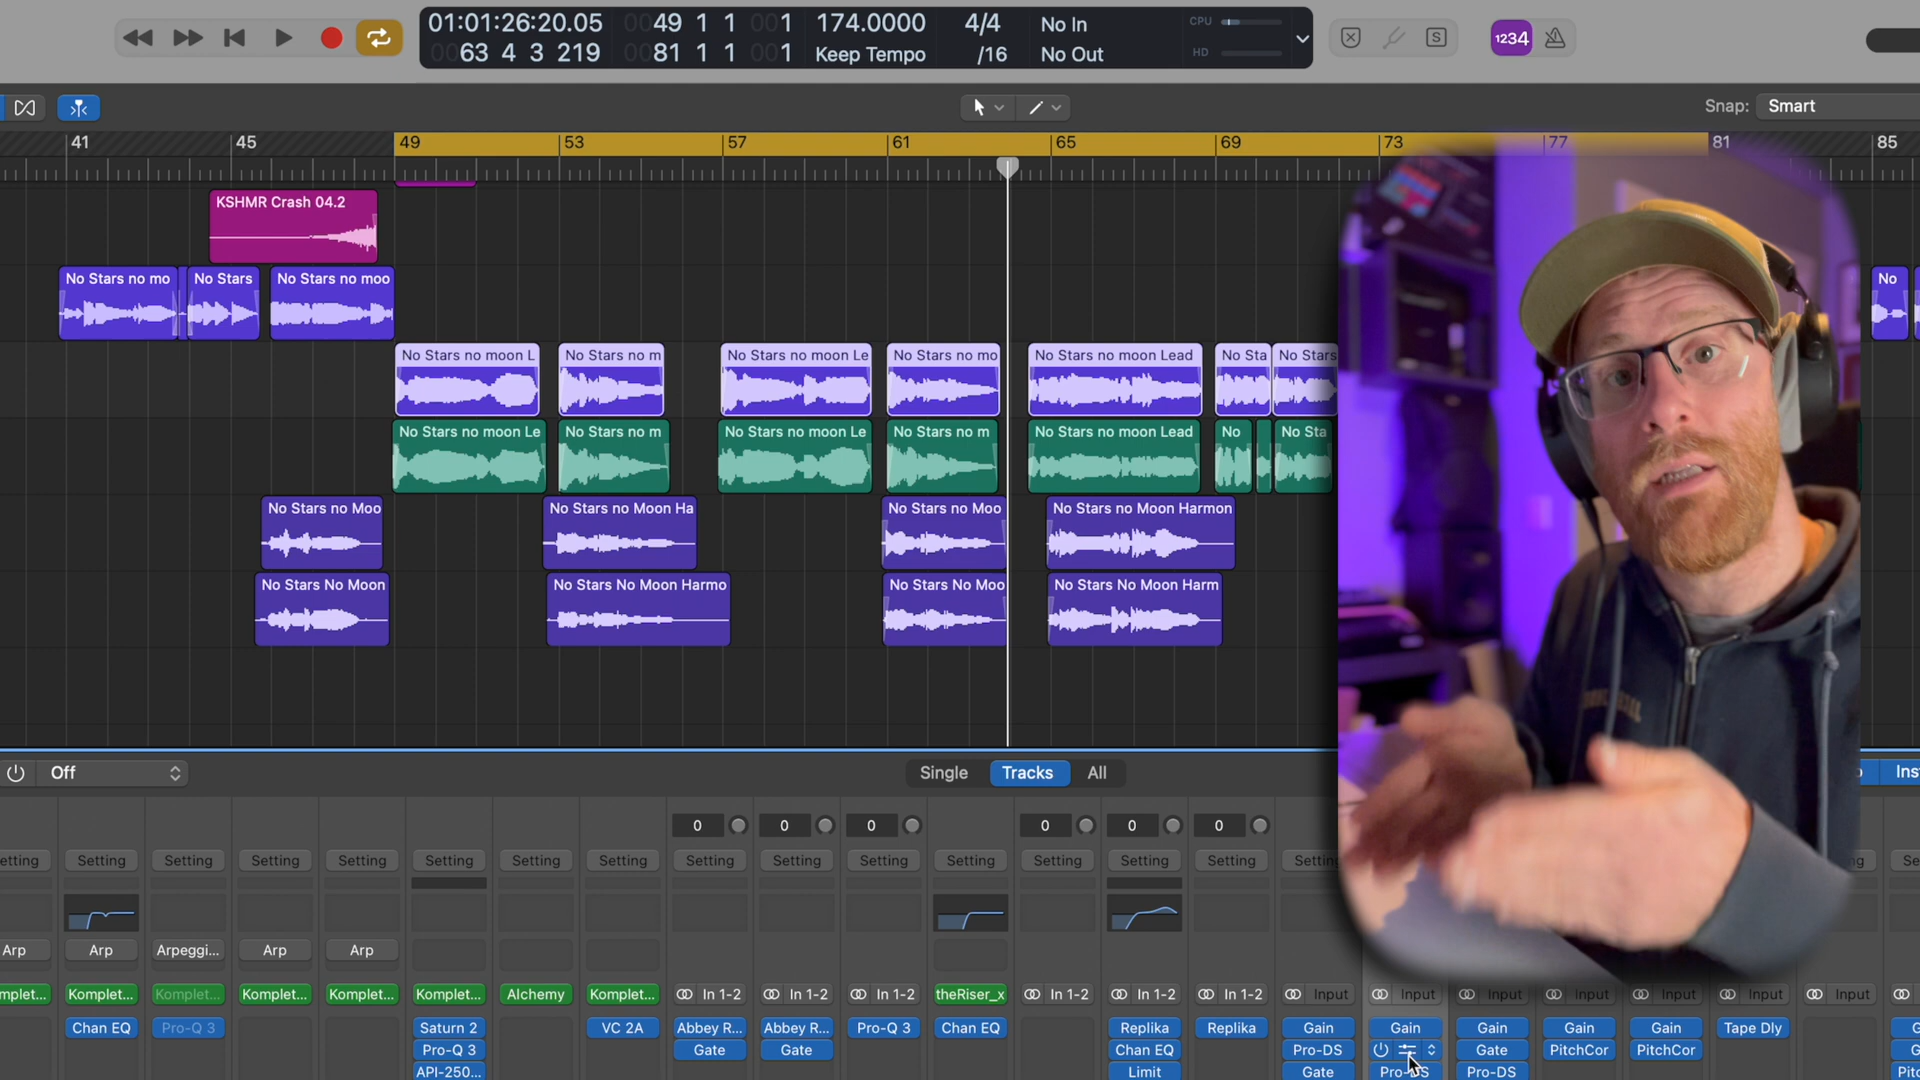 01:01:26:20.05 0049 1 1 001 174.0000 4/4 No In CPU
0063 4 3 219 0081 1 1 001 Keep Tempo /16 No Out HD
S 1234
Snap: Smart
41 45 49 53 57 61 65 69 73 77 81 85
KSHMR Crash 04.2
No Stars no mo No Stars No Stars no moo No
No Stars no moon L No Stars no m No Stars no moon Le No Stars no mo No Stars no moon Lead No Sta No Stars
No Stars no moon Le No Stars no m No Stars no moon Le No Stars no m No Stars no moon Lead No No Sta
No Stars no Moo No Stars no Moon Ha No Stars no Moo No Stars no Moon Harmon
No Stars No Moon No Stars No Moon Harmo No Stars No Moo No Stars No Moon Harm
Off Single Tracks All Ins
0 0 0 0 0 0
etting Setting Setting Setting Setting Setting Setting Setting Setting Setting Setting Setting Setting Setting Setting Setting ng Se
Arp Arp Arpeggi... Arp Arp
mplet... Komplet... Komplet... Komplet... Komplet... Komplet... Alchemy Komplet... In 1-2 In 1-2 In 1-2 theRiser_x In 1-2 In 1-2 In 1-2 Input Input Input Input Input Input Input
Chan EQ Pro-Q 3 Saturn 2 VC 2A Abbey R... Abbey R... Pro-Q 3 Chan EQ Replika Replika Gain Gain Gain Gain Gain Tape Dly G
Pro-Q 3 Gate Gate Chan EQ Pro-DS Gate PitchCor PitchCor G
API-250... Limit Gate Pro-DS Pro-DS Pitc